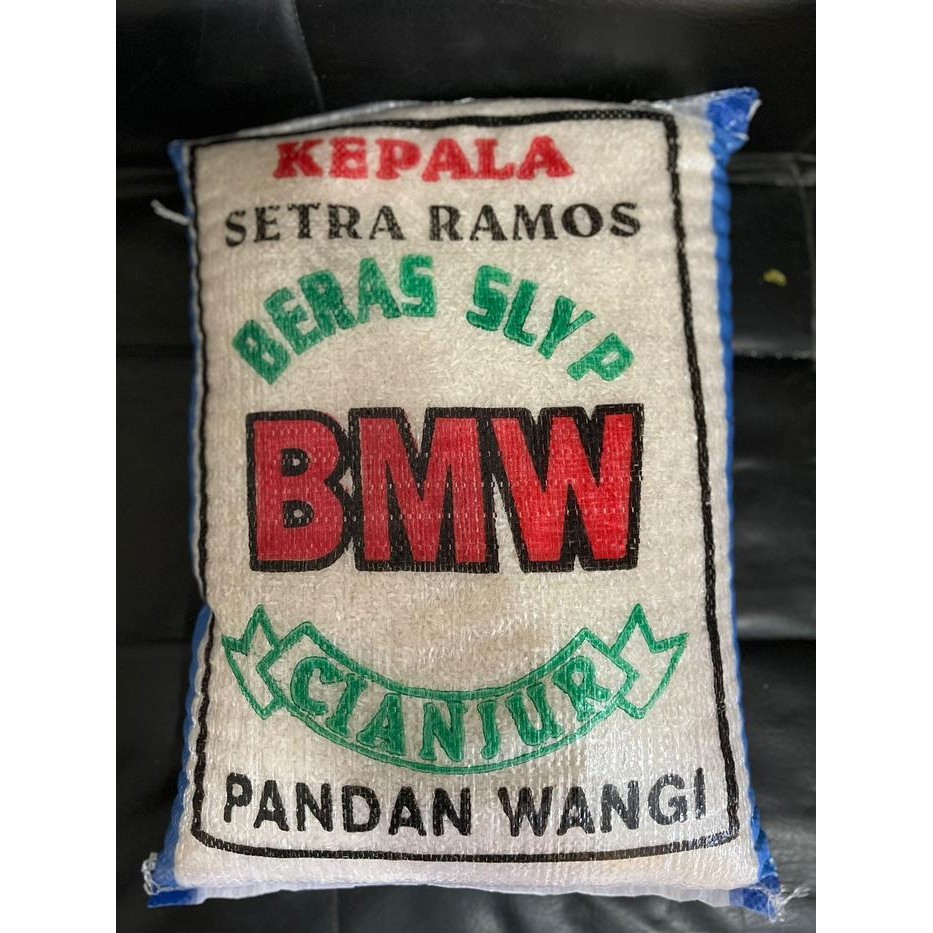 KEPALA
SETRA RAMOS
BERAS SLYP
BMW
CIANJUR
PANDAN WANGI